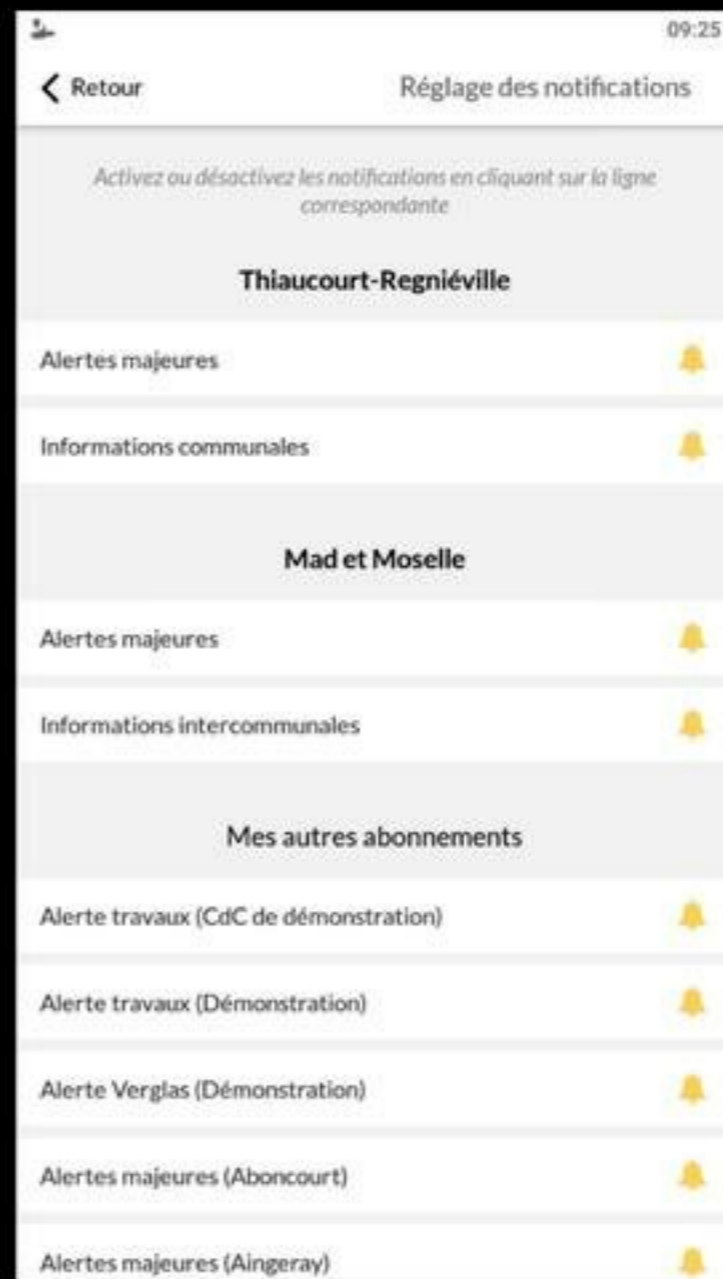 09:25
Retour
Réglage des notifications
Activez ou désactivez les notifications en cliquant sur la ligne
correspondante
Thiaucourt-Regniéville
Alertes majeures
Informations communales
Mad et Moselle
Alertes majeures
Informations intercommunales
Mes autres abonnements
Alerte travaux (CdC de démonstration)
Alerte travaux (Démonstration)
Alerte Verglas (Démonstration)
Alertes majeures (Aboncourt)
Alertes majeures (Aingeray)